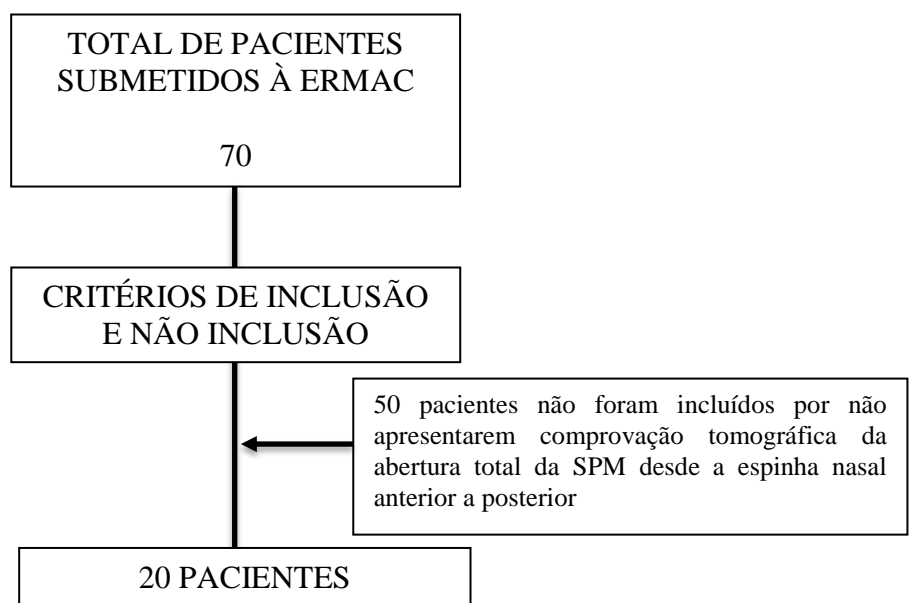 TOTAL DE PACIENTES
SUBMETIDOS À ERMAC
70
CRITÉRIOS DE INCLUSÃO
E NÃO INCLUSÃO
50 pacientes não foram incluídos por não
apresentarem comprovação tomográfica da
abertura total da SPM desde a espinha nasal
anterior a posterior
20 PACIENTES